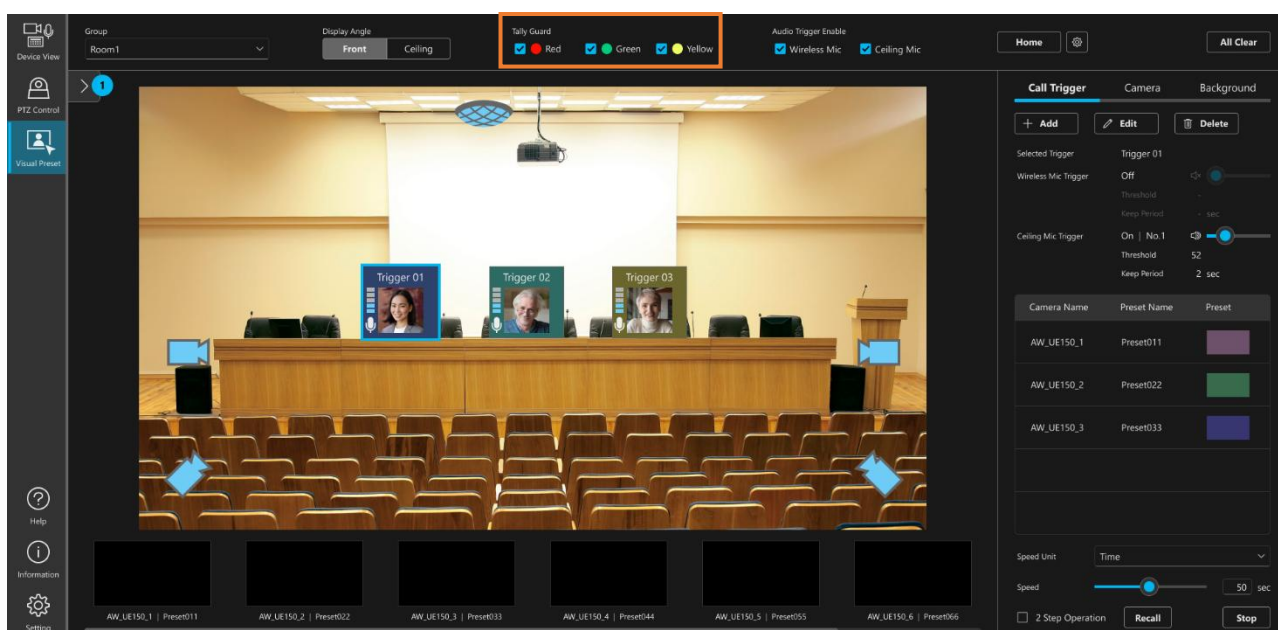 Device View
PTZ Control
Visual Preset
Help
Information
Setting
Group
Room1
Display Angle
Front
Ceiling
Tally Guard
Red
Green
Yellow
Audio Trigger Enable
Wireless Mic
Ceiling Mic
Home
All Clear
1
Trigger 01
Trigger 02
Trigger 03
AW_UE150_1 | Preset011
AW_UE150_2 | Preset022
AW_UE150_3 | Preset033
AW_UE150_4 | Preset044
AW_UE150_5 | Preset055
AW_UE150_6 | Preset066
Call Trigger
Camera
Background
+ Add
Edit
Delete
Selected Trigger Trigger 01
Wireless Mic Trigger Off
Threshold -
Keep Period - sec
Ceiling Mic Trigger On | No.1
Threshold 52
Keep Period 2 sec
Camera Name Preset Name Preset
AW_UE150_1 Preset011
AW_UE150_2 Preset022
AW_UE150_3 Preset033
Speed Unit Time
Speed 50 sec
2 Step Operation Recall Stop